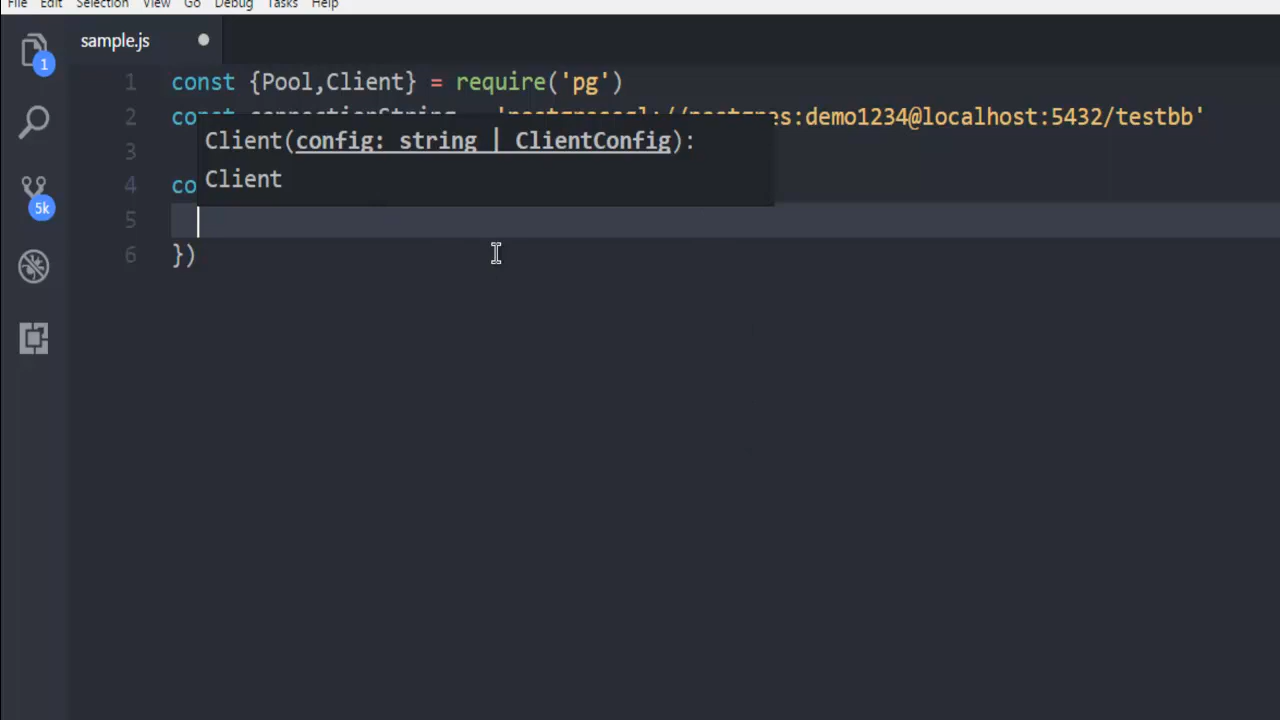 File Edit Selection View Go Debug Tasks Help
sample.js
1
1 const {Pool,Client} = require('pg')
2 :demo1234@localhost:5432/testbb'
Client(config: string | ClientConfig):
3
Client
4 co
5k
5
6 })